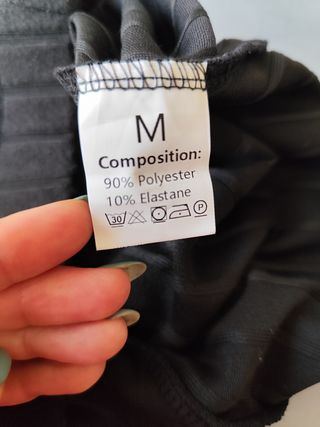 M
Composition:
90% Polyester
10% Elastane
30 P